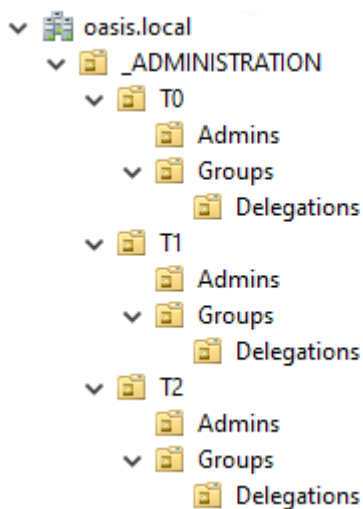 oasis.local
_ADMINISTRATION
T0
Admins
Groups
Delegations
T1
Admins
Groups
Delegations
T2
Admins
Groups
Delegations